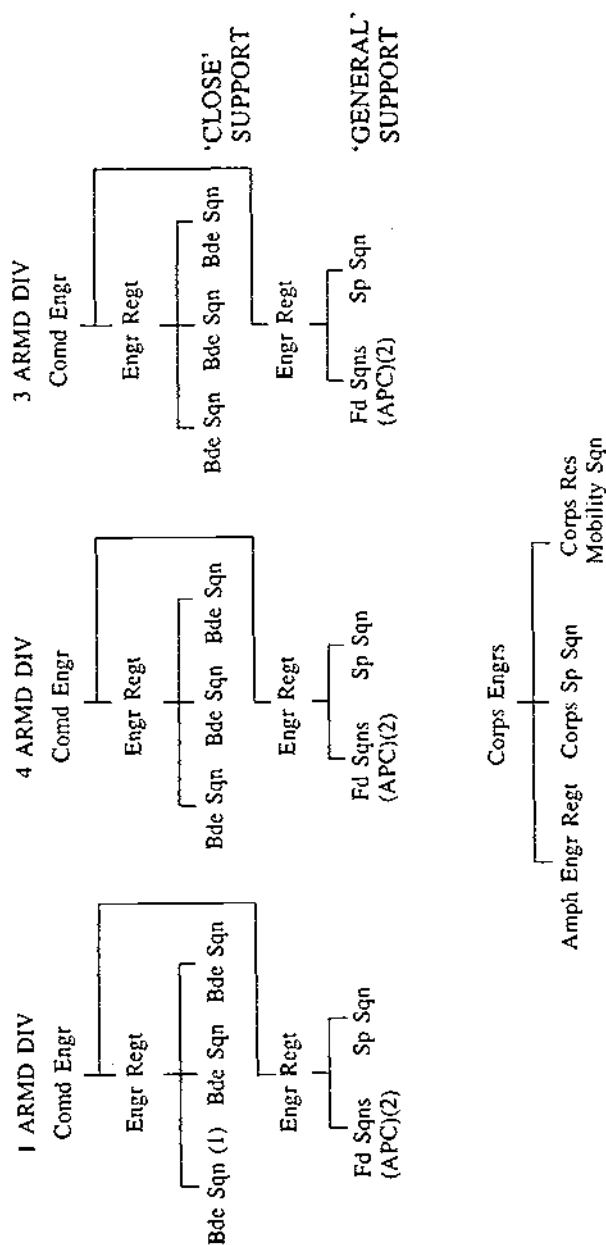 1 ARMD DIV
Comd Engr
Engr Regt
Bde Sqn (1) Bde Sqn Bde Sqn
Engr Regt
Fd Sqns Sp Sqn
(APC)(2)
4 ARMD DIV
Comd Engr
Engr Regt
Bde Sqn Bde Sqn Bde Sqn
Engr Regt
Fd Sqns Sp Sqn
(APC)(2)
3 ARMD DIV
Comd Engr
Engr Regt
Bde Sqn Bde Sqn Bde Sqn
Engr Regt
Fd Sqns Sp Sqn
(APC)(2)
'CLOSE'
SUPPORT
'GENERAL'
SUPPORT
Corps Engrs
Amph Engr Regt Corps Sp Sqn Corps Res
Mobility Sqn